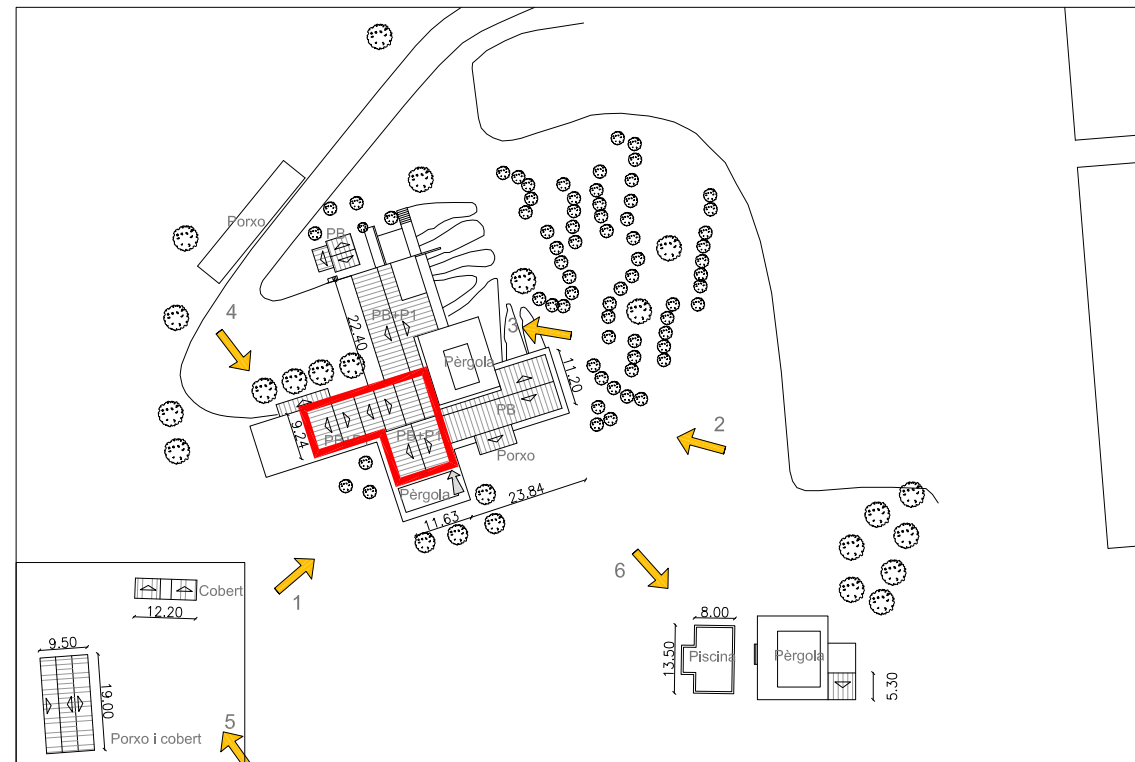 Porxo
PB
4
PB+P1
3
22.40
Pèrgola
11.20
PB
9.24
PB+P1
2
Porxo
Pèrgola
23.84
11.63
6
1
Cobert
12.20
8.00
9.50
13.50
Piscina
Pèrgola
5.30
19.00
5
Porxo i cobert